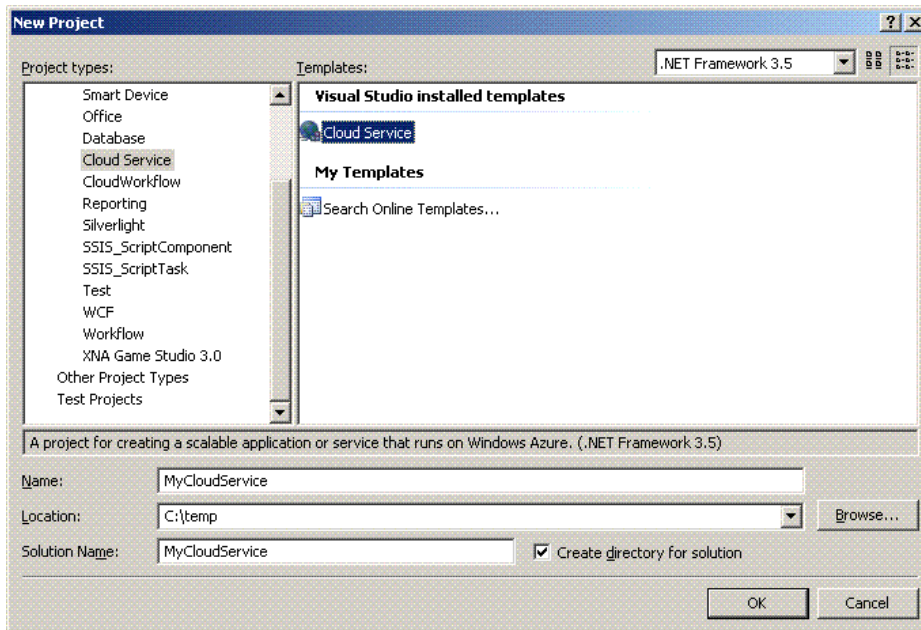 New Project
Project types:
Templates:
.NET Framework 3.5
Smart Device
Office
Database
Cloud Service
CloudWorkflow
Reporting
Silverlight
SSIS_ScriptComponent
SSIS_ScriptTask
Test
WCF
Workflow
XNA Game Studio 3.0
Other Project Types
Test Projects
Visual Studio installed templates
Cloud Service
My Templates
Search Online Templates...
A project for creating a scalable application or service that runs on Windows Azure. (.NET Framework 3.5)
Name:
MyCloudService
Location:
C:\temp
Browse...
Solution Name:
MyCloudService
Create directory for solution
OK
Cancel